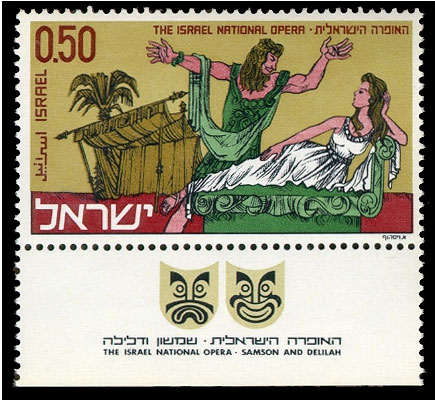 0.50
THE ISRAEL NATIONAL OPERA · האופרה הישראלית
ISRAEL
اسرائيل
ישראל
האופרה הישראלית · שמשון ודלילה
THE ISRAEL NATIONAL OPERA · SAMSON AND DELILAH